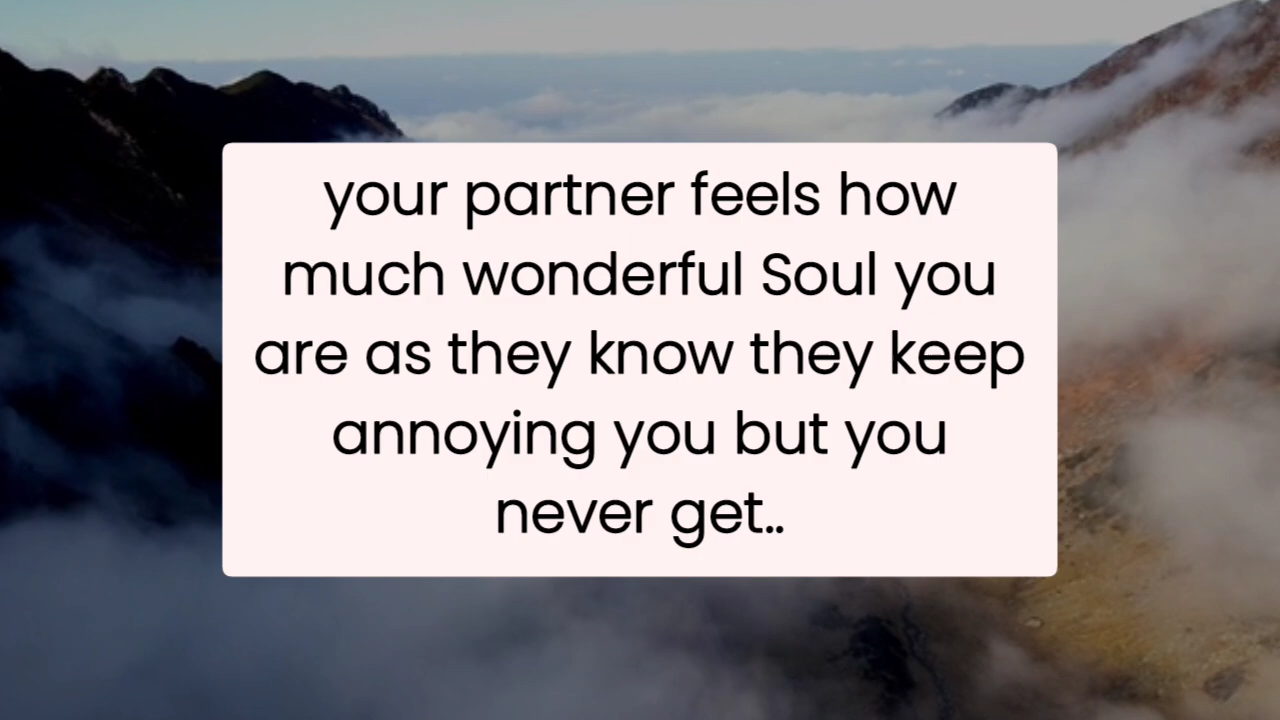 your partner feels how
much wonderful Soul you
are as they know they keep
annoying you but you
never get..